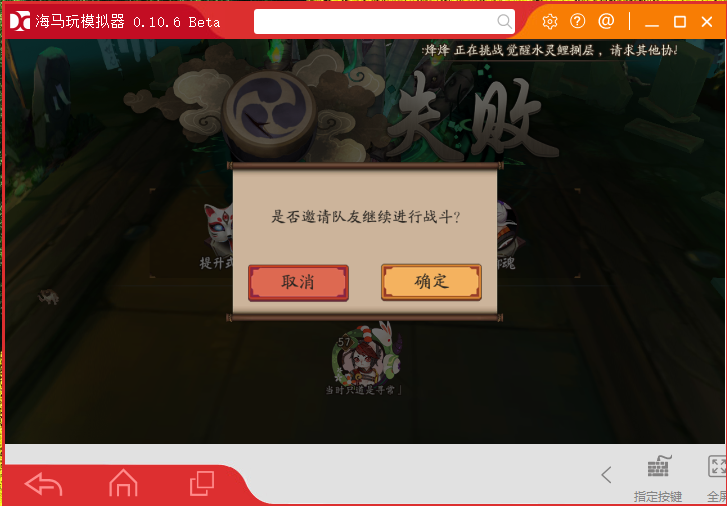 海马玩模拟器 0.10.6 Beta
烽烽 正在挑战 觉醒水灵鲤捌层，请求其他协
失败
是否邀请队友继续进行战斗?
提升
魂
取消
确定
57
当时只道是寻常
指定按键
全屏